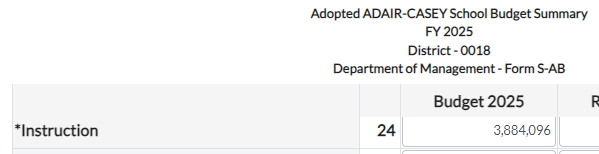 Adopted ADAIR-CASEY School Budget Summary
FY 2025
District - 0018
Department of Management - Form S-AB
Budget 2025 R
*Instruction 24 3,884,096